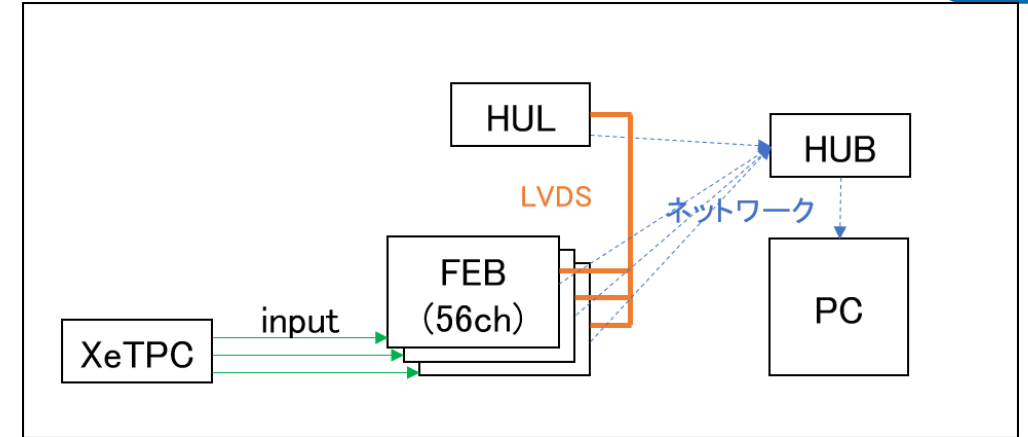 HUL
HUB
LVDS
ネットワーク
FEB
(56ch)
PC
input
XeTPC